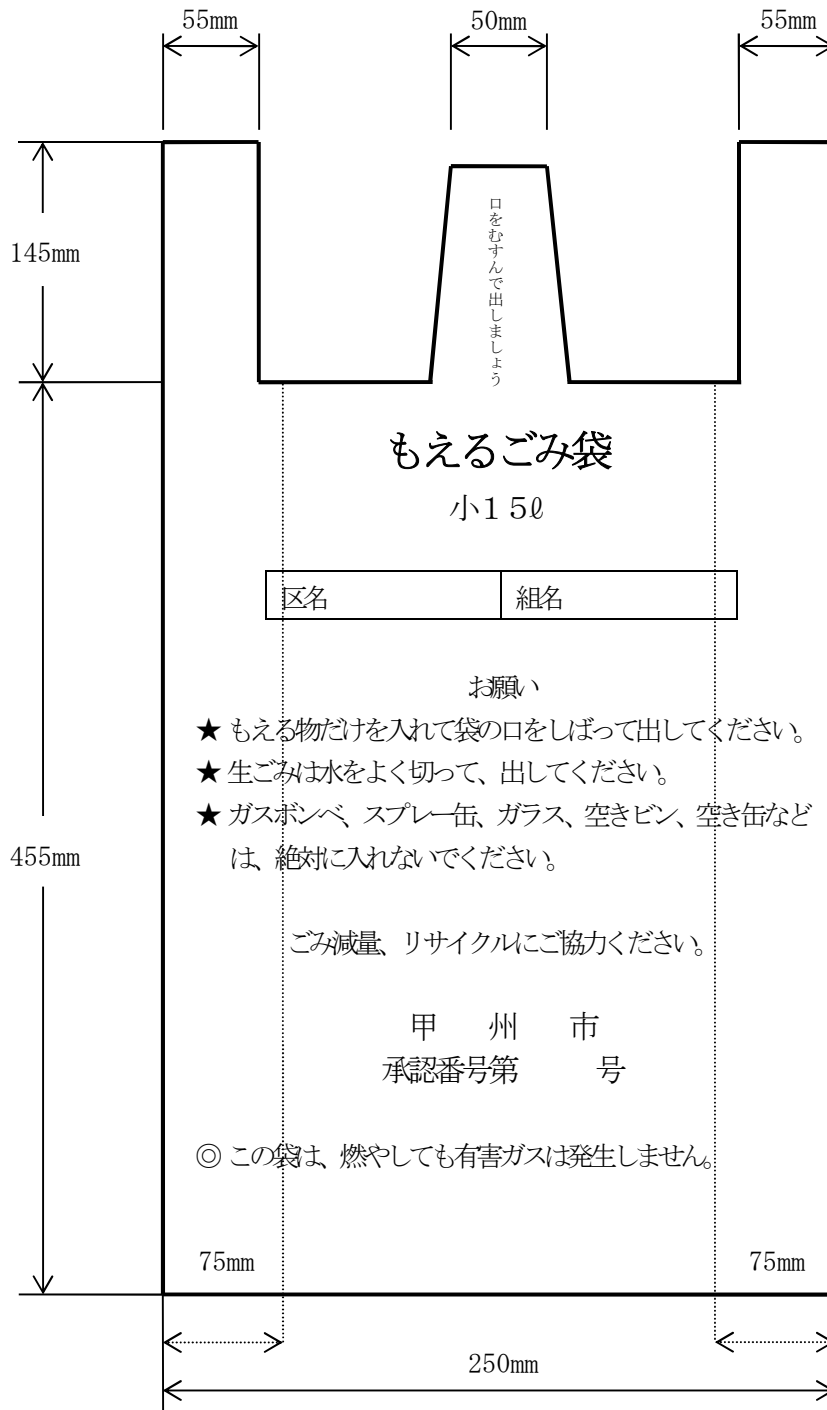 55mm 50mm 55mm
145mm
口をむすんで出しましょう
もえるごみ袋
小１５ℓ
区名 組名
お願い
★ もえる物だけを入れて袋の口をしばって出してください。
★ 生ごみは水をよく切って、出してください。
★ ガスボンベ、スプレー缶、ガラス、空きビン、空き缶など
は、絶対に入れないでください。
455mm
ごみ減量、リサイクルにご協力ください。
甲　州　市
承認番号第　　号
◎ この袋は、燃やしても有害ガスは発生しません。
75mm 75mm
250mm